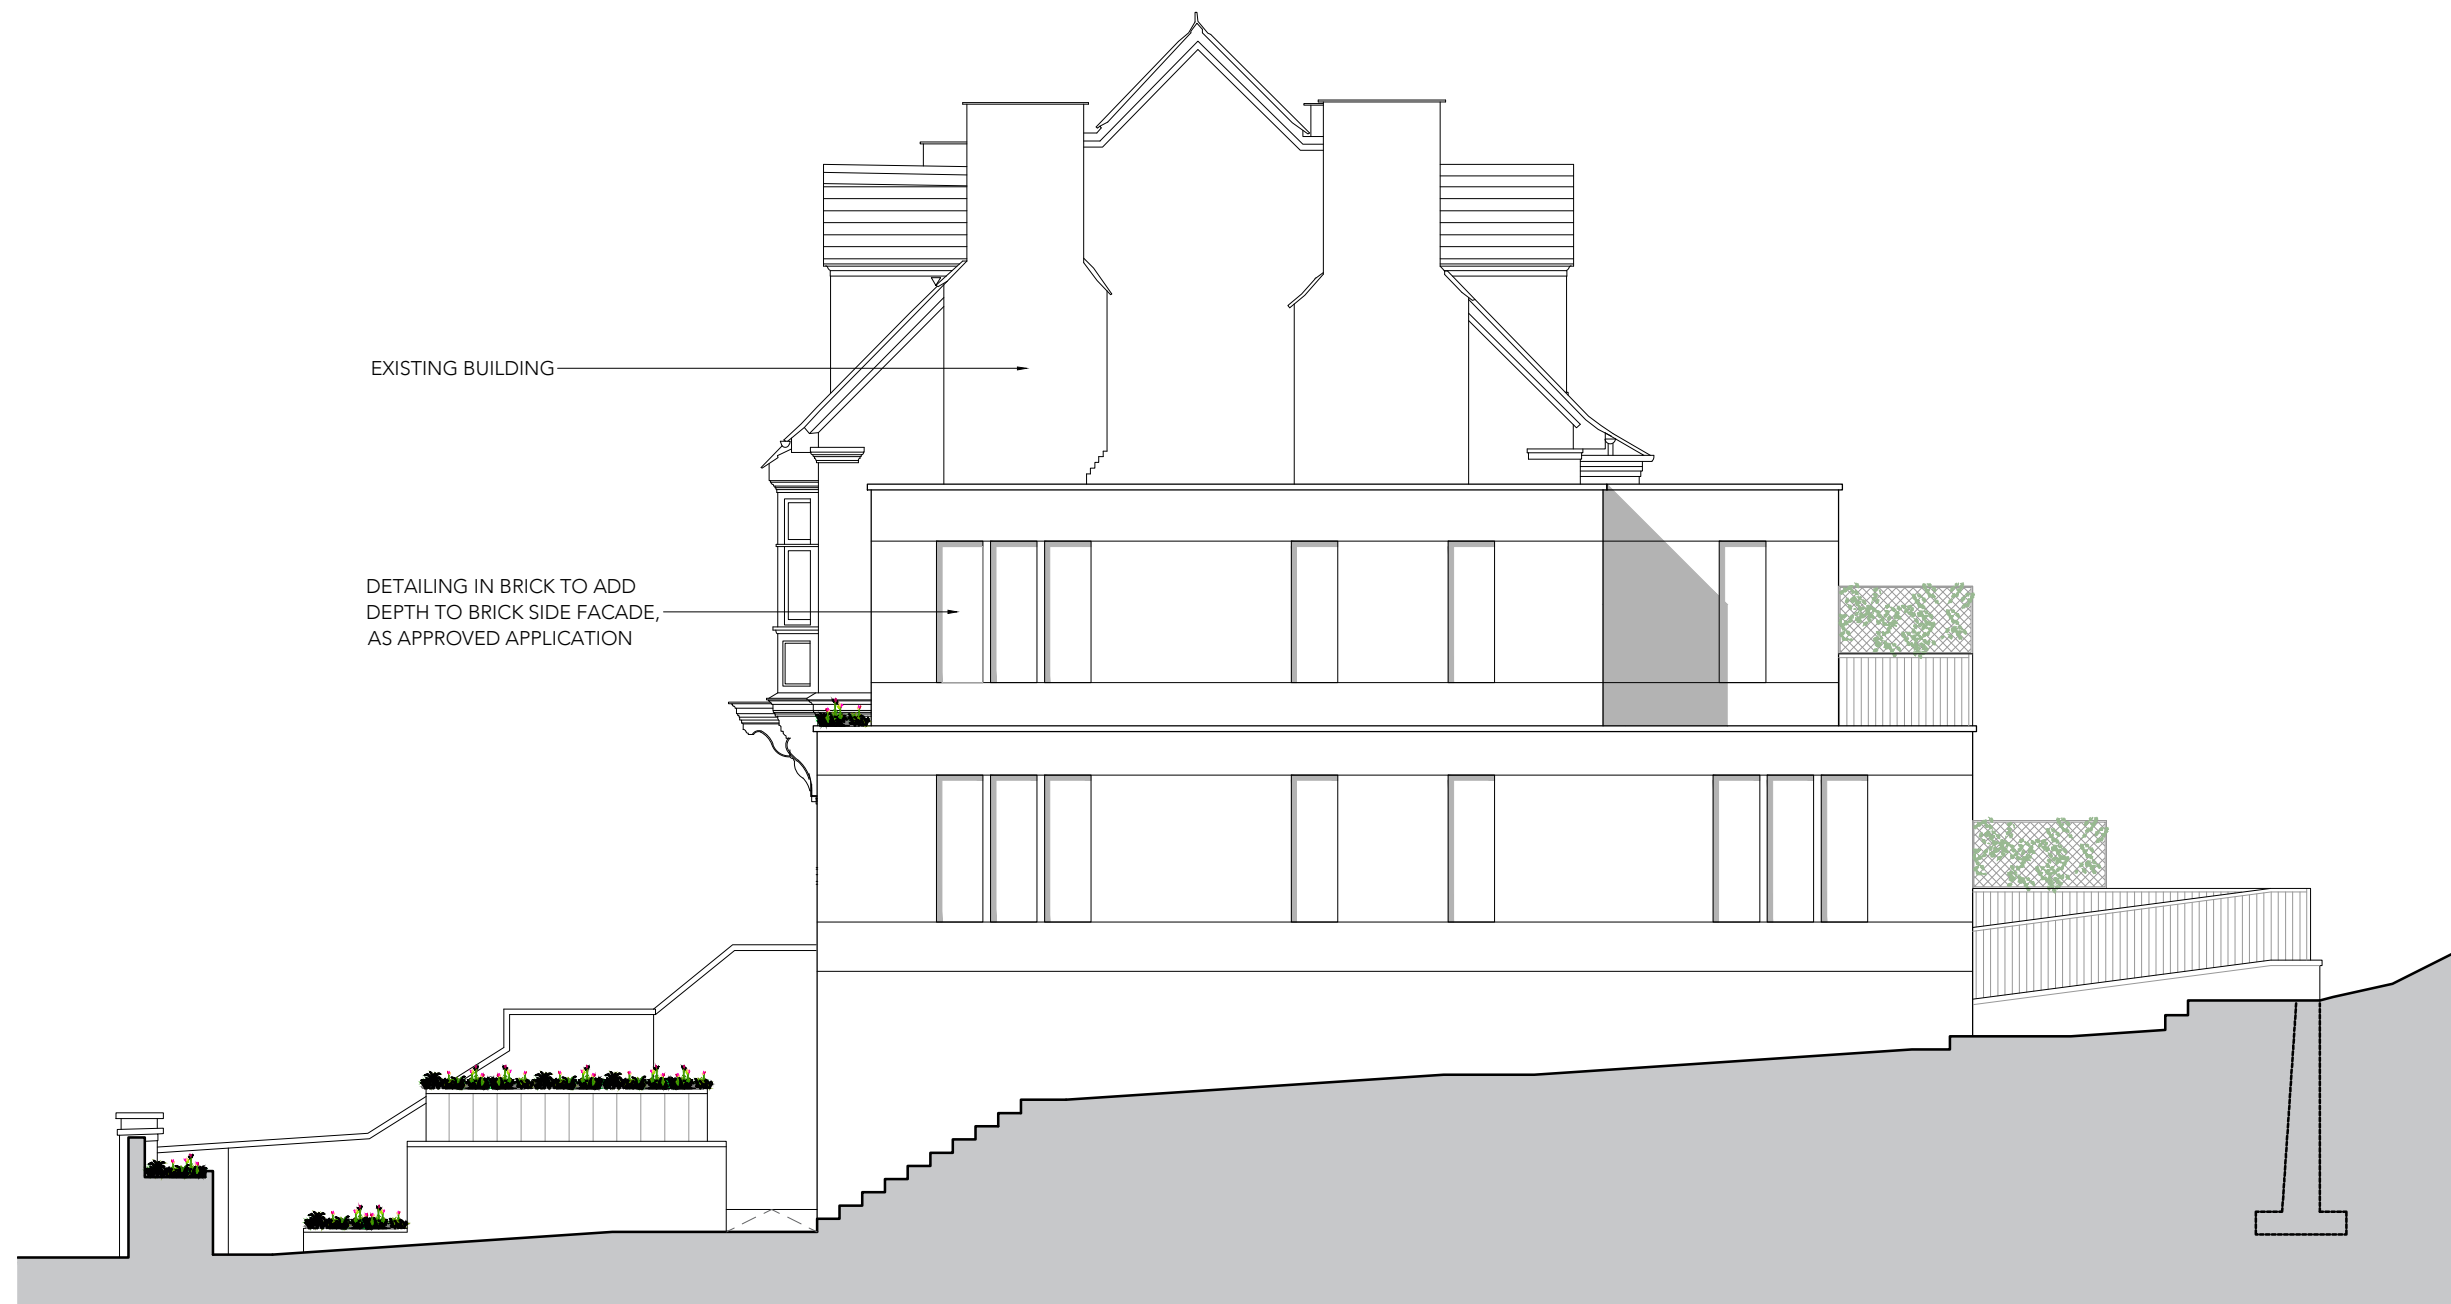 EXISTING BUILDING
DETAILING IN BRICK TO ADD
DEPTH TO BRICK SIDE FACADE,
AS APPROVED APPLICATION